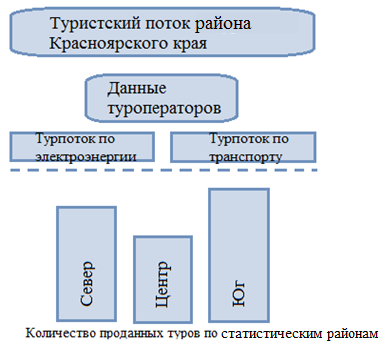 Туристский поток района
Красноярского края
Данные
туроператоров
Турпоток по
электроэнергии
Турпоток по
транспорту
Север
Центр
Юг
Количество проданных туров по статистическим районам